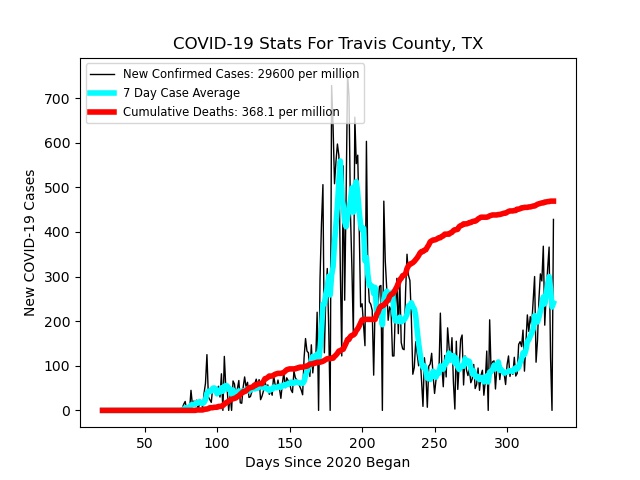 COVID-19 Stats For Travis County, TX
New Confirmed Cases: 29600 per million
7 Day Case Average
Cumulative Deaths: 368.1 per million
New COVID-19 Cases
700
600
500
400
300
200
100
0
50 100 150 200 250 300
Days Since 2020 Began